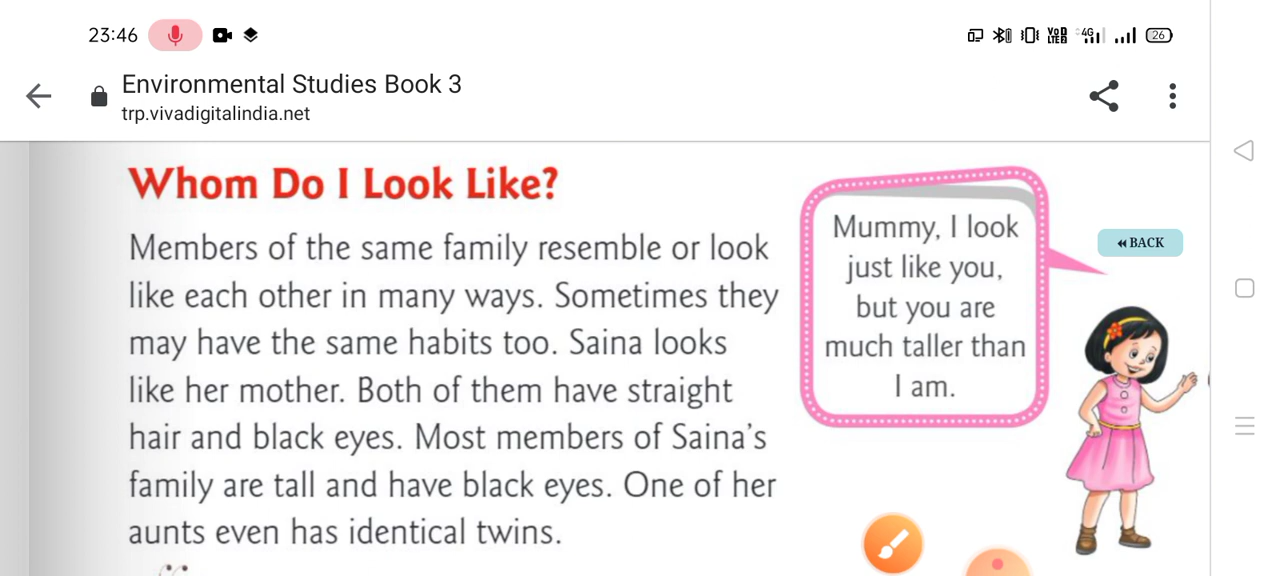 23:46
VoD LTED 4G 26
Environmental Studies Book 3
trp.vivadigitalindia.net
Whom Do I Look Like?
Members of the same family resemble or look
like each other in many ways. Sometimes they
may have the same habits too. Saina looks
like her mother. Both of them have straight
hair and black eyes. Most members of Saina's
family are tall and have black eyes. One of her
aunts even has identical twins.
Mummy, I look
just like you,
but you are
much taller than
I am.
BACK